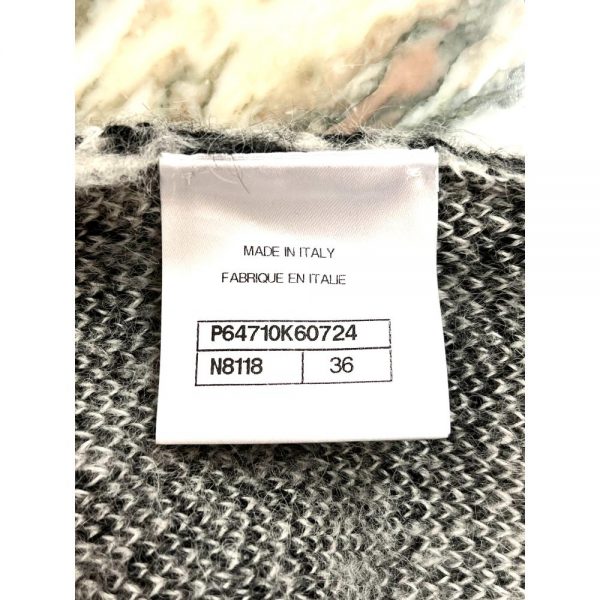 MADE IN ITALY
FABRIQUE EN ITALIE
P64710K60724
N8118 36